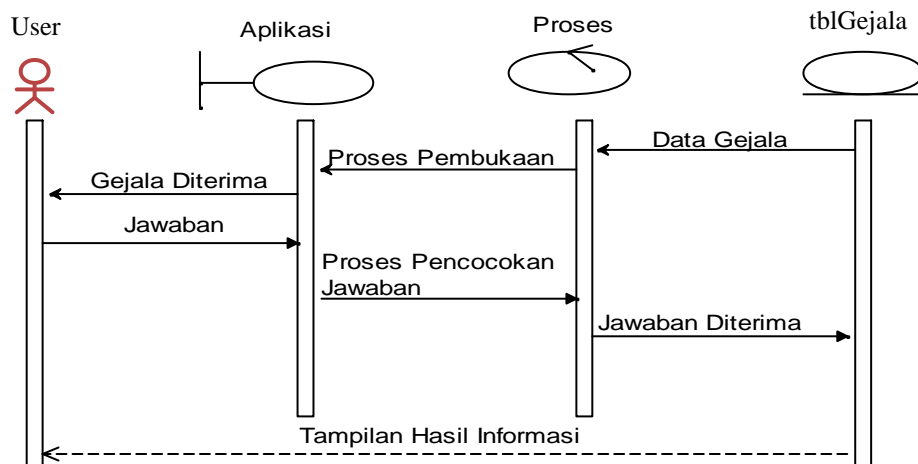 User
Aplikasi
Proses
tblGejala
Data Gejala
Proses Pembukaan
Gejala Diterima
Jawaban
Proses Pencocokan
Jawaban
Jawaban Diterima
Tampilan Hasil Informasi